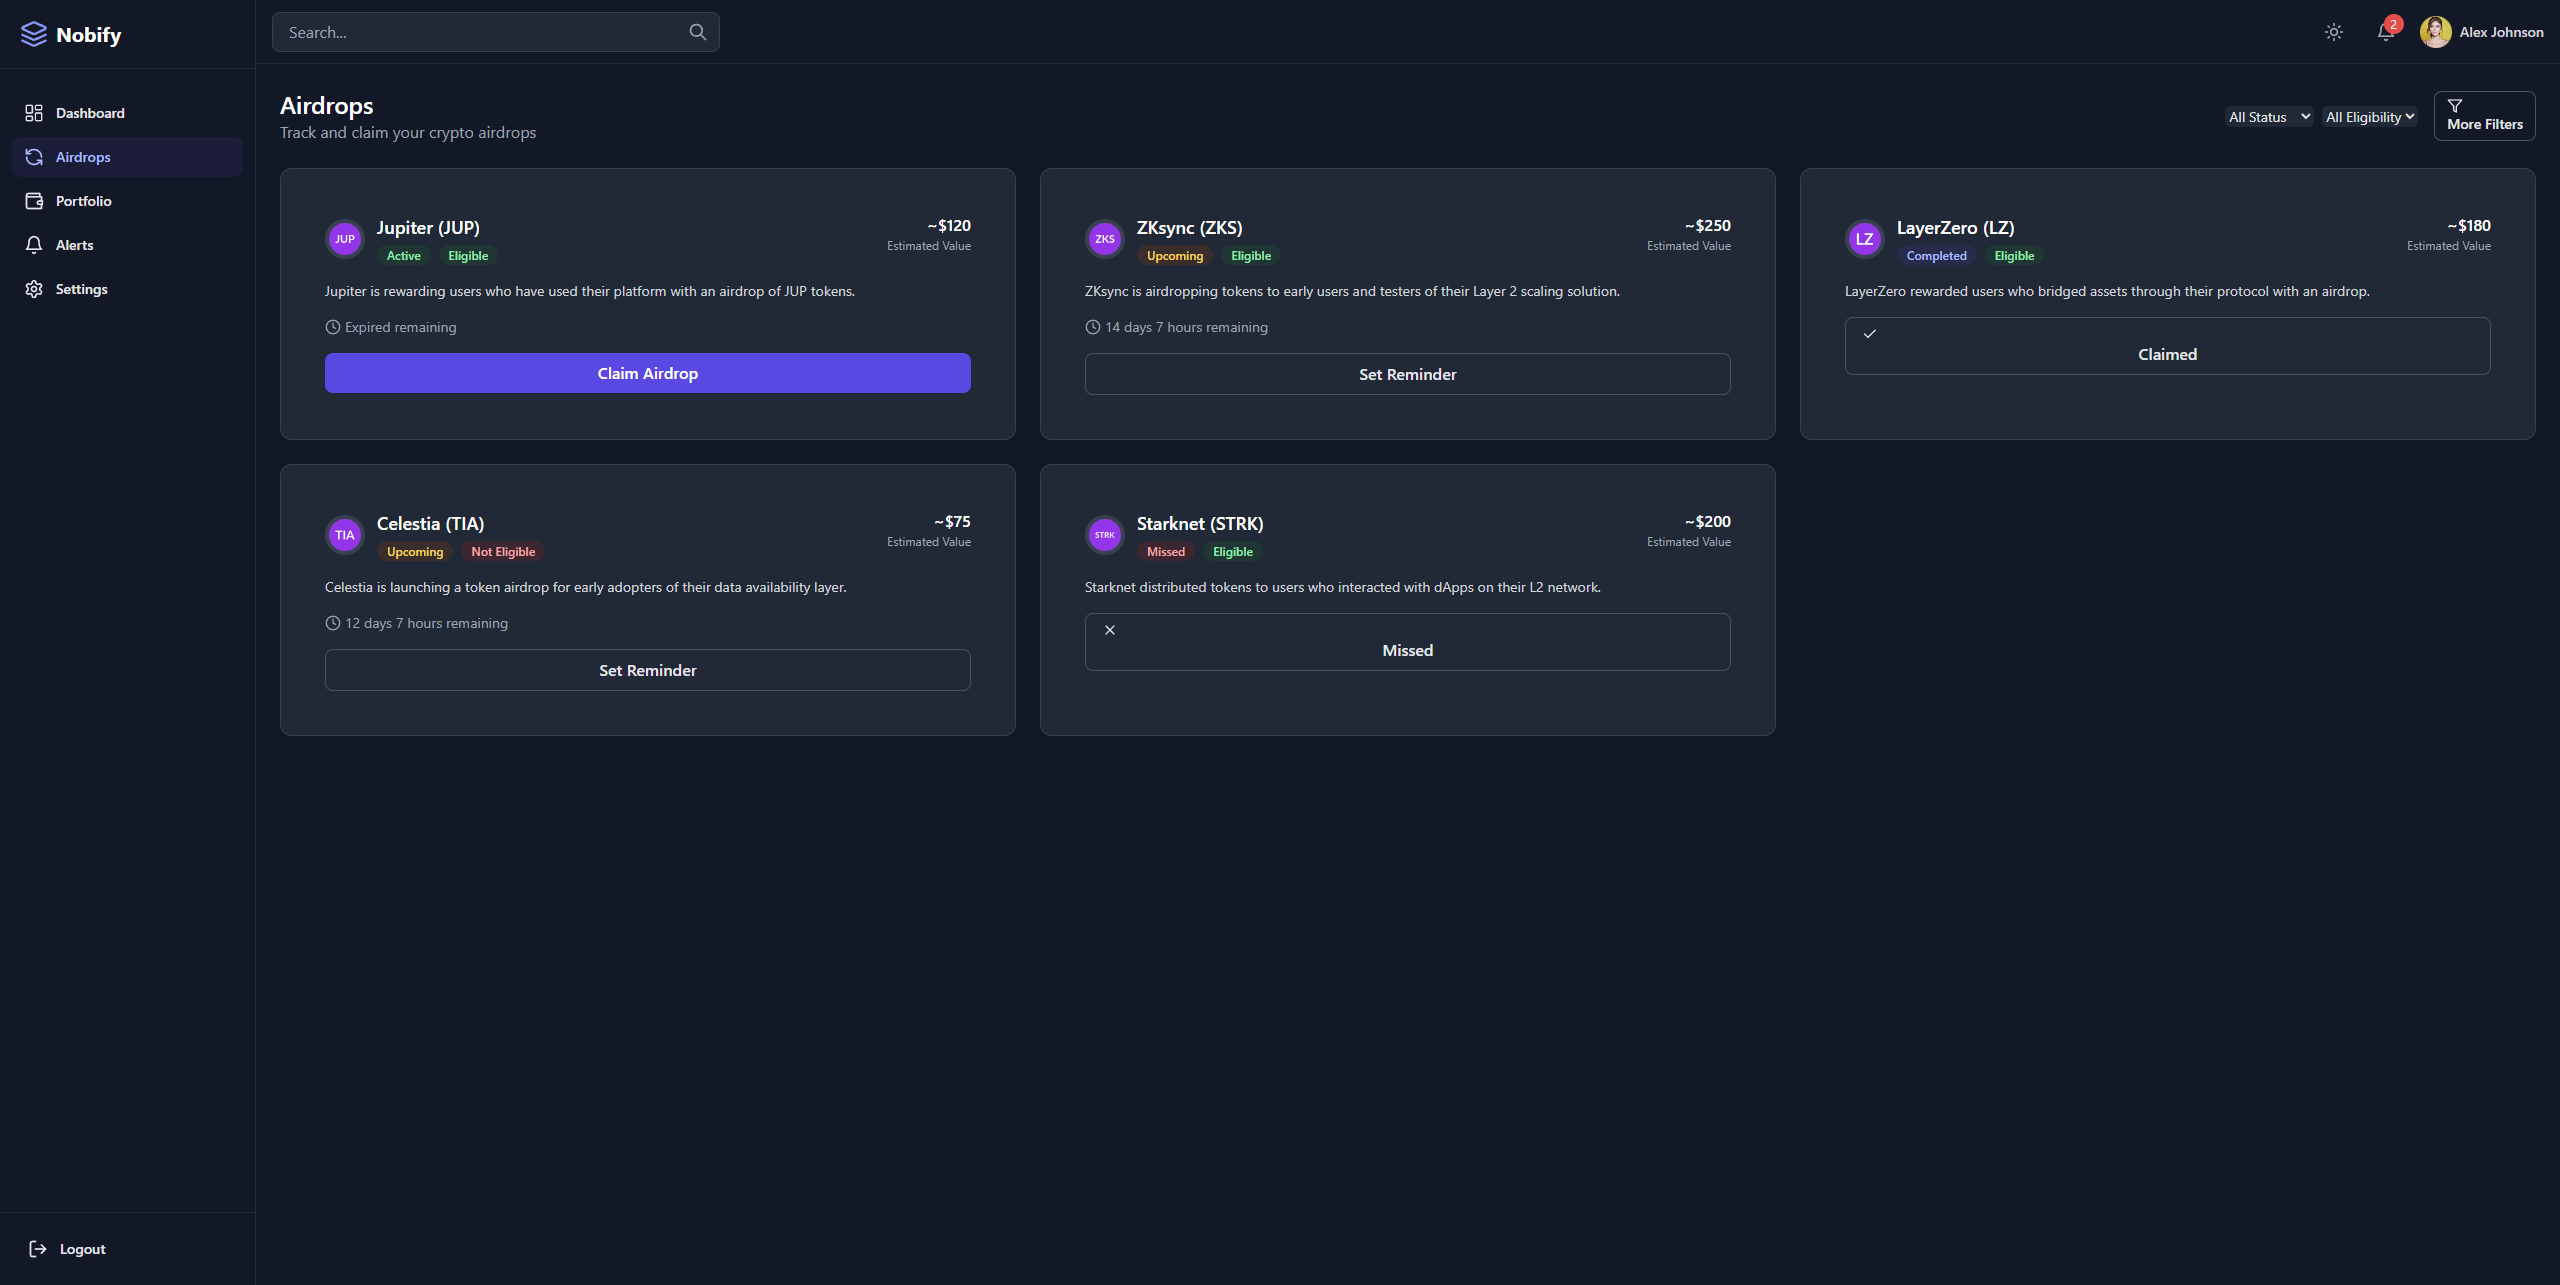 Nobify
Search...
2
Alex Johnson
Dashboard
Airdrops
Portfolio
Alerts
Settings
Logout
Airdrops
Track and claim your crypto airdrops
All Status
All Eligibility
More Filters
JUP
Jupiter (JUP)
Active
Eligible
~$120
Estimated Value
Jupiter is rewarding users who have used their platform with an airdrop of JUP tokens.
Expired remaining
Claim Airdrop
ZKS
ZKsync (ZKS)
Upcoming
Eligible
~$250
Estimated Value
ZKsync is airdropping tokens to early users and testers of their Layer 2 scaling solution.
14 days 7 hours remaining
Set Reminder
LZ
LayerZero (LZ)
Completed
Eligible
~$180
Estimated Value
LayerZero rewarded users who bridged assets through their protocol with an airdrop.
Claimed
TIA
Celestia (TIA)
Upcoming
Not Eligible
~$75
Estimated Value
Celestia is launching a token airdrop for early adopters of their data availability layer.
12 days 7 hours remaining
Set Reminder
STRK
Starknet (STRK)
Missed
Eligible
~$200
Estimated Value
Starknet distributed tokens to users who interacted with dApps on their L2 network.
Missed